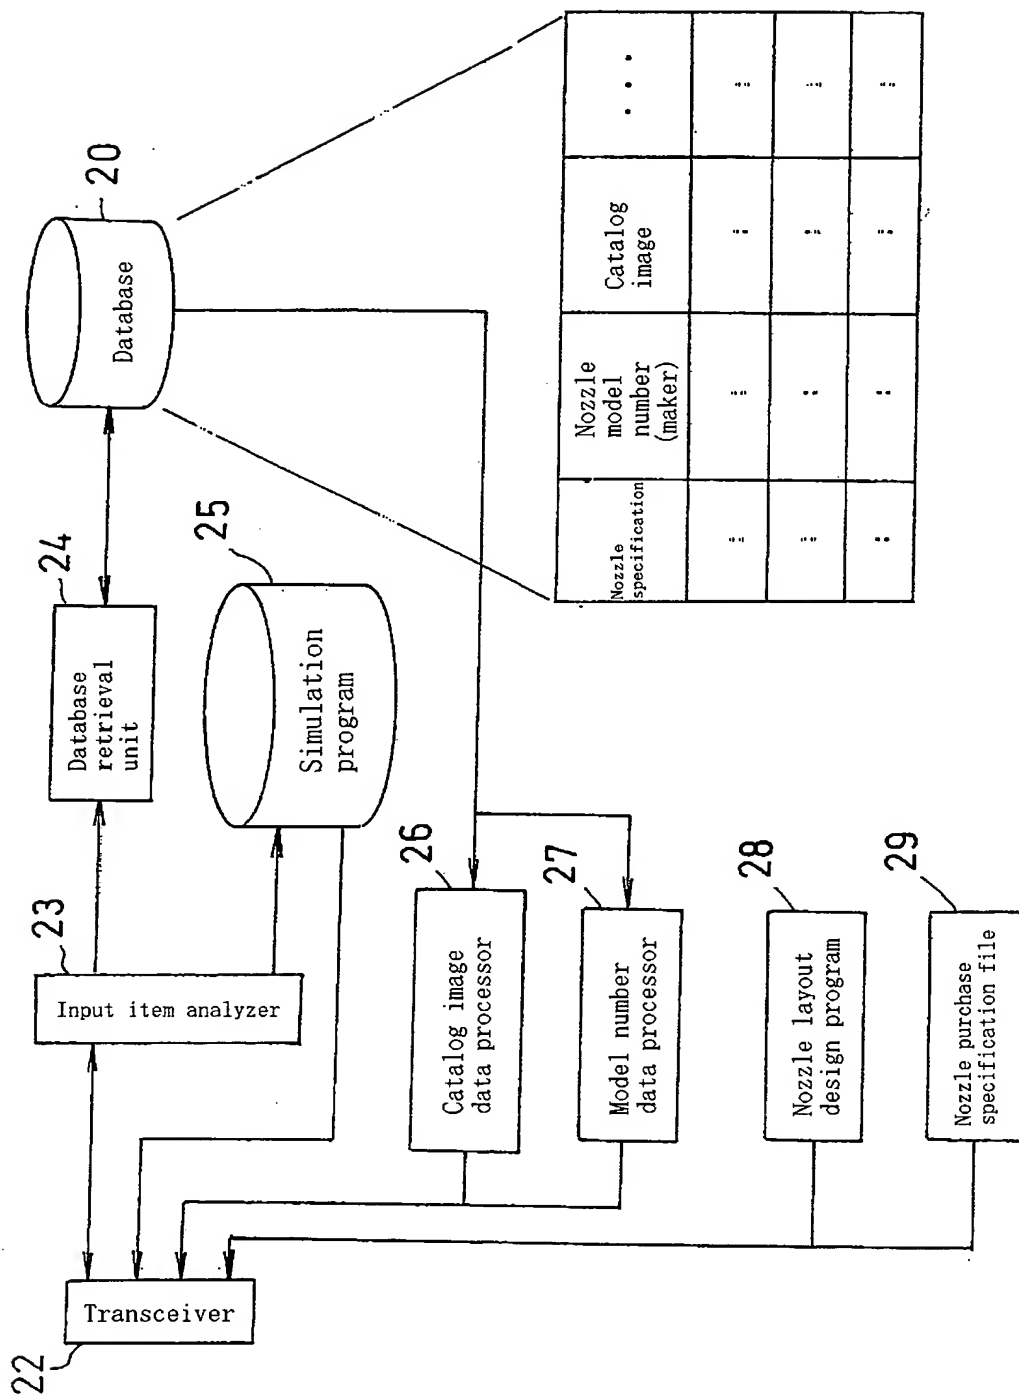 20
Database
24
Database
retrieval
unit
25
Simulation
program
23
Input item analyzer
22
Transceiver
26
Catalog image
data processor
27
Model number
data processor
28
Nozzle layout
design program
29
Nozzle purchase
specification file
Nozzle
specification
Nozzle
model
number
(maker)
Catalog
image